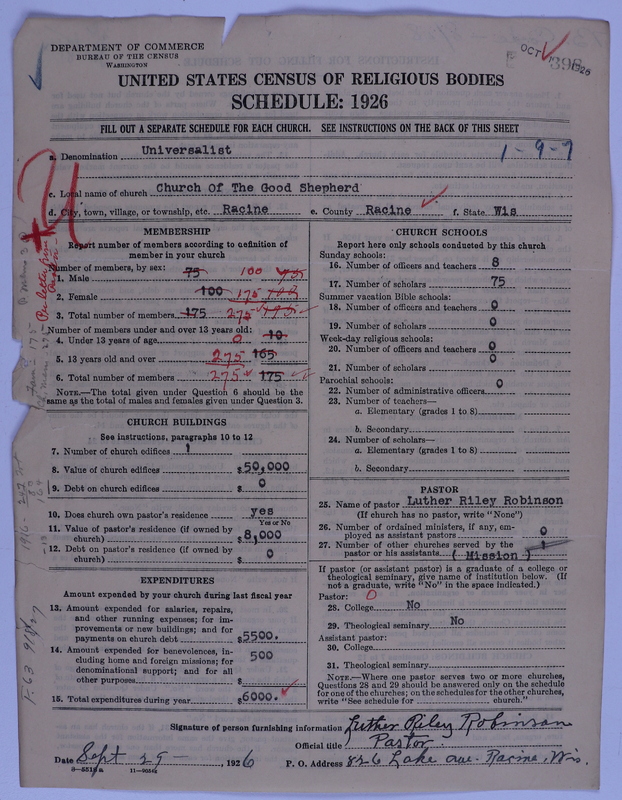 DEPARTMENT OF COMMERCE
BUREAU OF THE CENSUS
WASHINGTON
OCT 1926
396
UNITED STATES CENSUS OF RELIGIOUS BODIES
SCHEDULE: 1926
FILL OUT A SEPARATE SCHEDULE FOR EACH CHURCH. SEE INSTRUCTIONS ON THE BACK OF THIS SHEET
a. Denomination Universalist 1-9-7
c. Local name of church Church Of The Good Shepherd
d. City, town, village, or township, etc. Racine e. County Racine f. State Wis
MEMBERSHIP
Report number of members according to definition of
member in your church
Number of members, by sex:
1. Male 75 100
2. Female 100 175
3. Total number of members 175 275
Number of members under and over 13 years old:
4. Under 13 years of age 0 10
5. 13 years old and over 275 165
6. Total number of members 275 175
NOTE.—The total given under Question 6 should be
same as the total of males and females given under Question 3.
CHURCH BUILDINGS
See instructions, paragraphs 10 to 12
7. Number of church edifices 1
8. Value of church edifices $50,000
9. Debt on church edifices $ 0
10. Does church own pastor's residence? yes
Yes or No
11. Value of pastor's residence (if owned by
church) $8,000
12. Debt on pastor's residence (if owned by
church) $ 0
EXPENDITURES
Amount expended by your church during last fiscal year
13. Amount expended for salaries, repairs,
and other running expenses; for im-
provements or new buildings; and for
payments on church debt $5500.
14. Amount expended for benevolences, in-
cluding home and foreign missions; for
denominational support; and for all
other purposes $ 500
15. Total expenditures during year $6000.
CHURCH SCHOOLS
Report here only schools conducted by this church
Sunday schools:
16. Number of officers and teachers 8
17. Number of scholars 75
Summer vacation Bible schools:
18. Number of officers and teachers 0
19. Number of scholars 0
Week-day religious schools:
20. Number of officers and teachers 0
21. Number of scholars 0
Parochial schools:
22. Number of administrative officers 0
23. Number of teachers—
a. Elementary (grades 1 to 8)
b. Secondary
24. Number of scholars—
a. Elementary (grades 1 to 8)
b. Secondary
PASTOR
25. Name of pastor Luther Riley Robinson
(If church has no pastor, write "None")
26. Number of ordained ministers, if any, em-
ployed as assistant pastors 0
27. Number of other churches served by the
pastor or his assistants ( Mission) 1
If pastor (or assistant pastor) is a graduate of a college or
theological seminary, give name of institution below. (If
not a graduate, write "No" in the space indicated.)
Pastor: 0
28. College No
29. Theological seminary No
Assistant pastor:
30. College
31. Theological seminary
NOTE.—Where one pastor serves two or more churches,
Questions 28 and 29 should be answered only on the schedule
for one of the churches; on the schedules for the other churches,
write "See schedule for church."
Signature of person furnishing information Luther Riley Robinson
Official title Pastor.
Date Sept 29 — , 1926 P. O. Address 826 Lake Ave. Racine, Wis.
11—90562